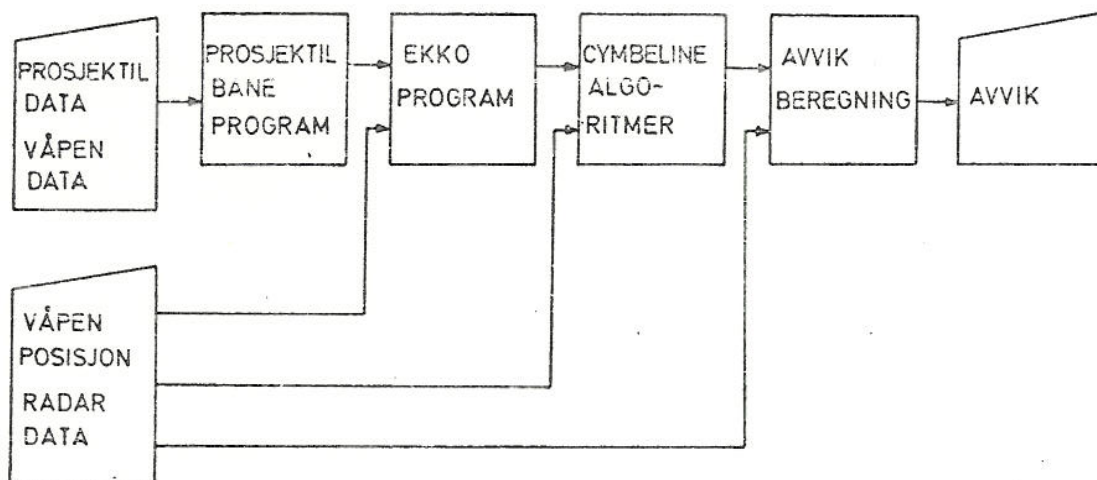 PROSJEKTIL
DATA
VÅPEN
DATA
PROSJEKTIL
BANE
PROGRAM
EKKO
PROGRAM
CYMBELINE
ALGO-
RITMER
AVVIK
BEREGNING
AVVIK
VÅPEN
POSISJON
RADAR
DATA